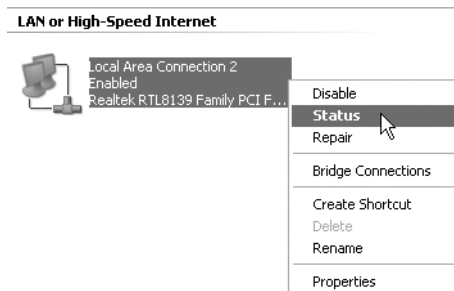 LAN or High-Speed Internet
Local Area Connection 2
Enabled
Realtek RTL8139 Family PCI F...
Disable
Status
Repair
Bridge Connections
Create Shortcut
Delete
Rename
Properties